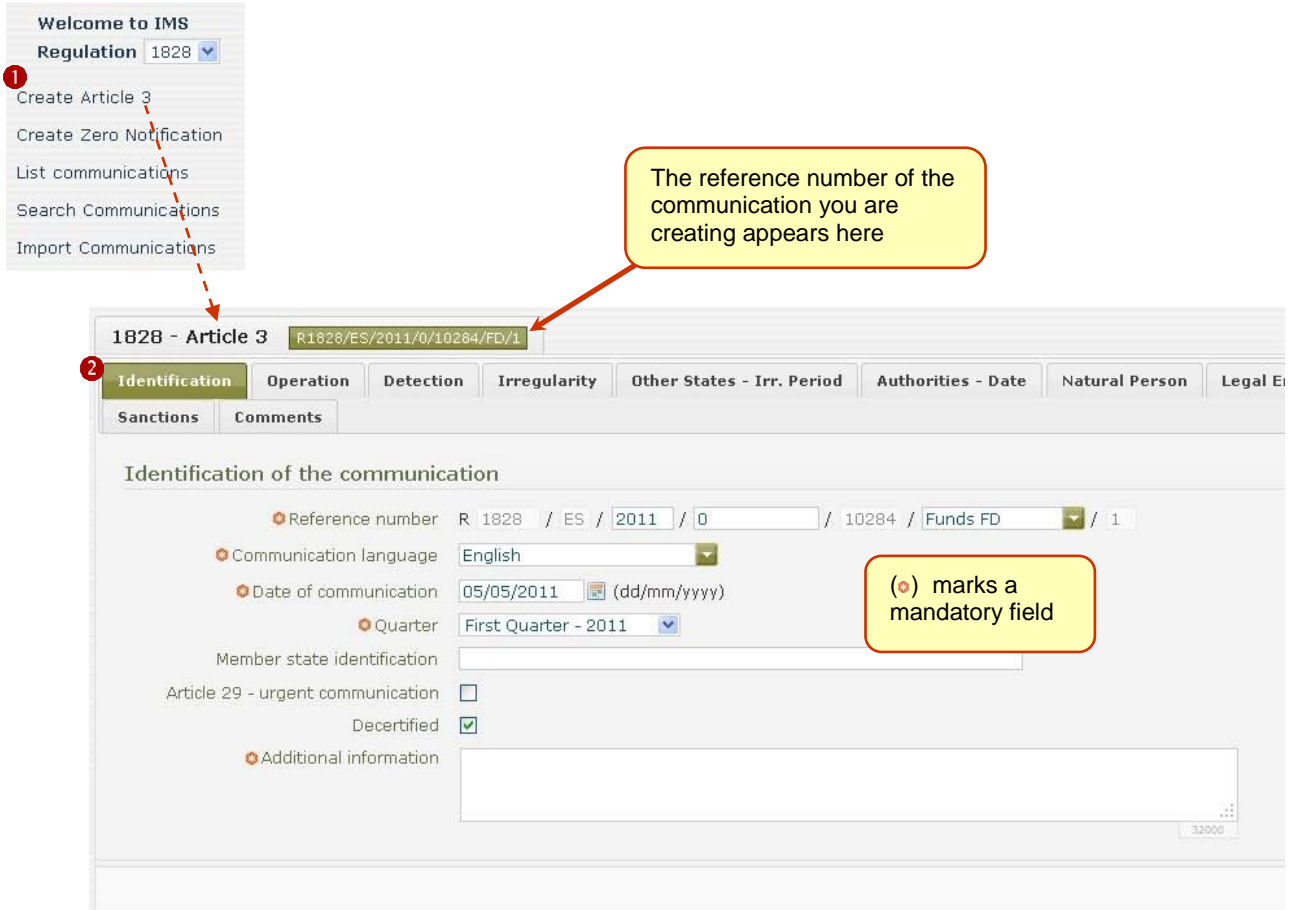 Welcome to IMS
Regulation 1828
1
Create Article 3
Create Zero Notification
List communications
Search Communications
Import Communications
The reference number of the
communication you are
creating appears here
1828 - Article 3 R1828/ES/2011/0/10284/FD/1
2
Identification Operation Detection Irregularity Other States - Irr. Period Authorities - Date Natural Person Legal
Sanctions Comments
Identification of the communication
Reference number R 1828 / ES / 2011 / 0 / 10284 / Funds FD / 1
Communication language English
Date of communication 05/05/2011 (dd/mm/yyyy)
Quarter First Quarter - 2011
Member state identification
Article 29 - urgent communication
Decertified
Additional information
32000
( ) marks a
mandatory field